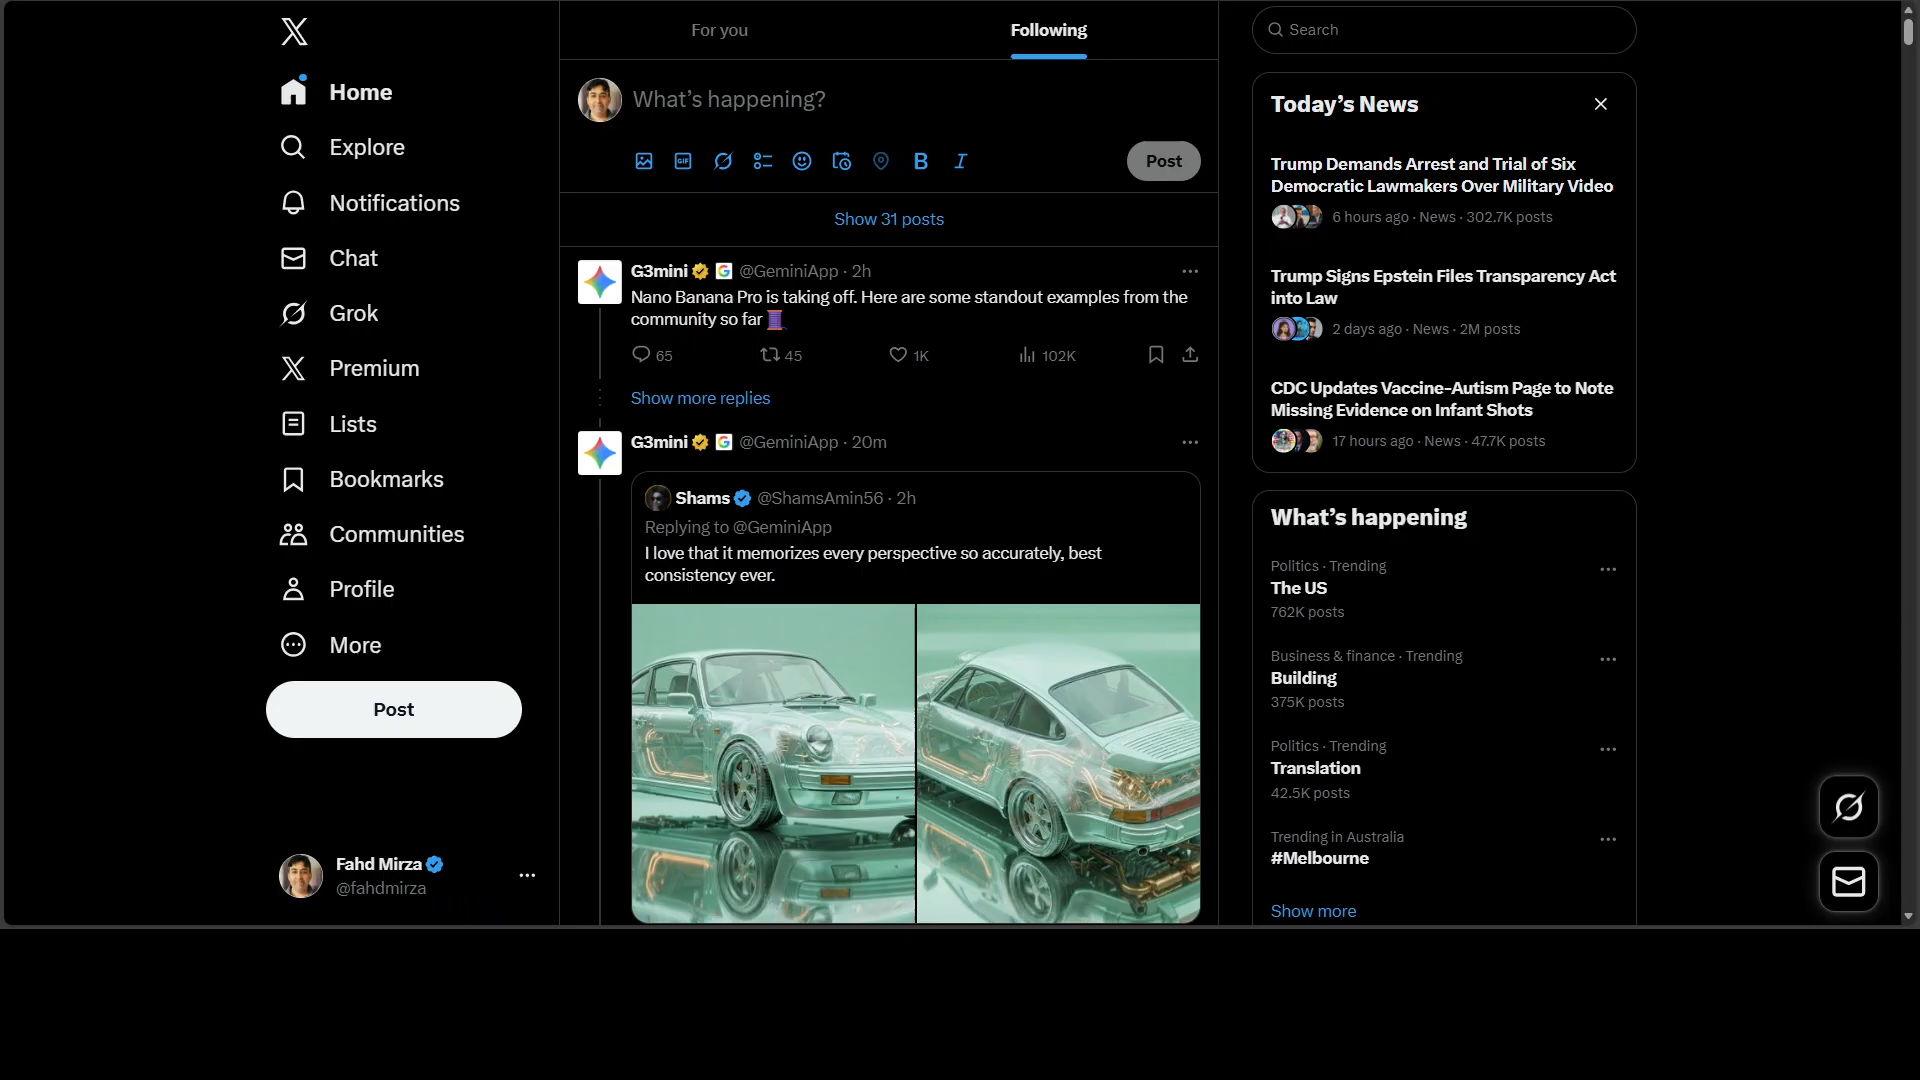 Home
Explore
Notifications
Chat
Grok
Premium
Lists
Bookmarks
Communities
Profile
More
Post
Fahd Mirza
@fahdmirza
For you
Following
What's happening?
GIF
B I
Post
Show 31 posts
G3mini G @GeminiApp · 2h
Nano Banana Pro is taking off. Here are some standout examples from the
community so far
65 45 1K 102K
Show more replies
G3mini G @GeminiApp · 20m
Shams @ShamsAmin56 · 2h
Replying to @GeminiApp
I love that it memorizes every perspective so accurately, best
consistency ever.
Search
Today's News
Trump Demands Arrest and Trial of Six
Democratic Lawmakers Over Military Video
6 hours ago · News · 302.7K posts
Trump Signs Epstein Files Transparency Act
into Law
2 days ago · News · 2M posts
CDC Updates Vaccine-Autism Page to Note
Missing Evidence on Infant Shots
17 hours ago · News · 47.7K posts
What's happening
Politics · Trending
The US
762K posts
Business & finance · Trending
Building
375K posts
Politics · Trending
Translation
42.5K posts
Trending in Australia
#Melbourne
Show more